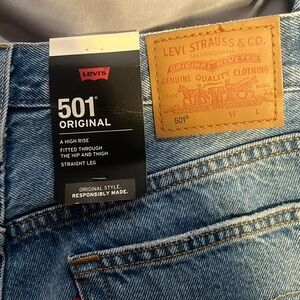 Levi's
501®
ORIGINAL
A HIGH RISE
FITTED THROUGH
THE HIP AND THIGH
STRAIGHT LEG
ORIGINAL STYLE.
RESPONSIBLY MADE.
LEVI STRAUSS & CO.
ORIGINAL RIVETED
GENUINE QUALITY CLOTHING
501®
W L